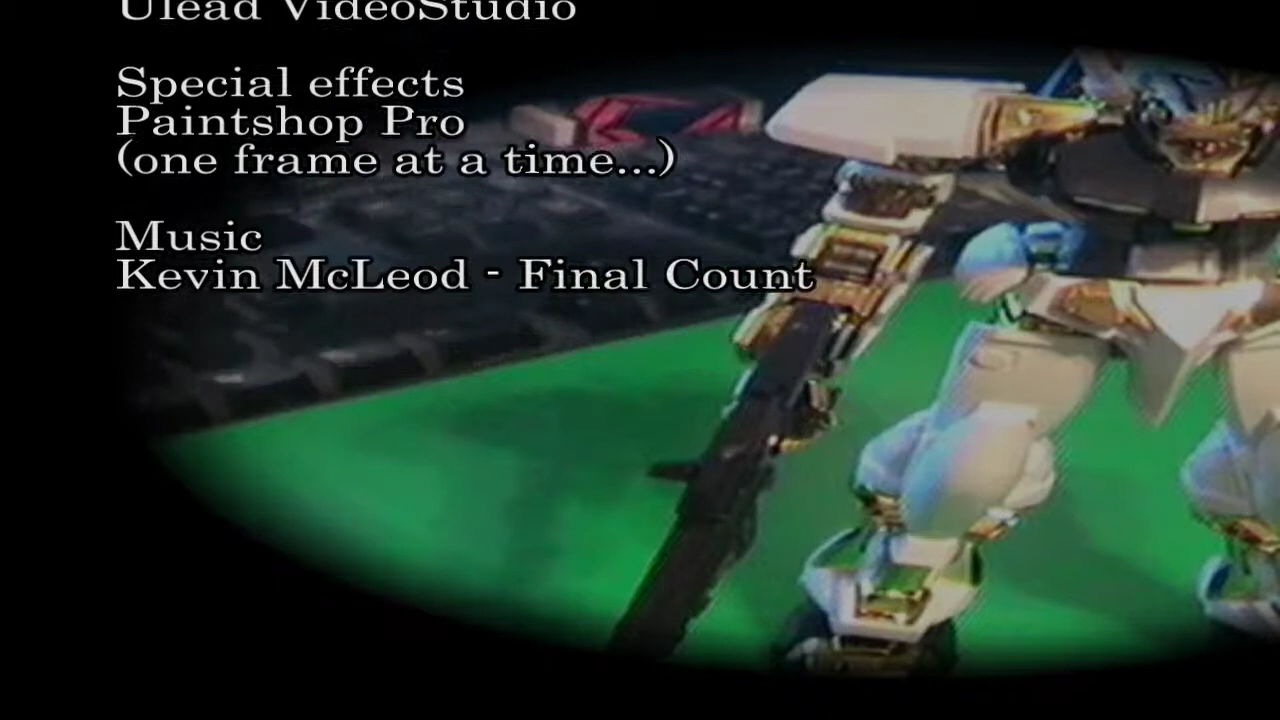 Ulead VideoStudio
Special effects
Paintshop Pro
(one frame at a time...)
Music
Kevin McLeod - Final Count